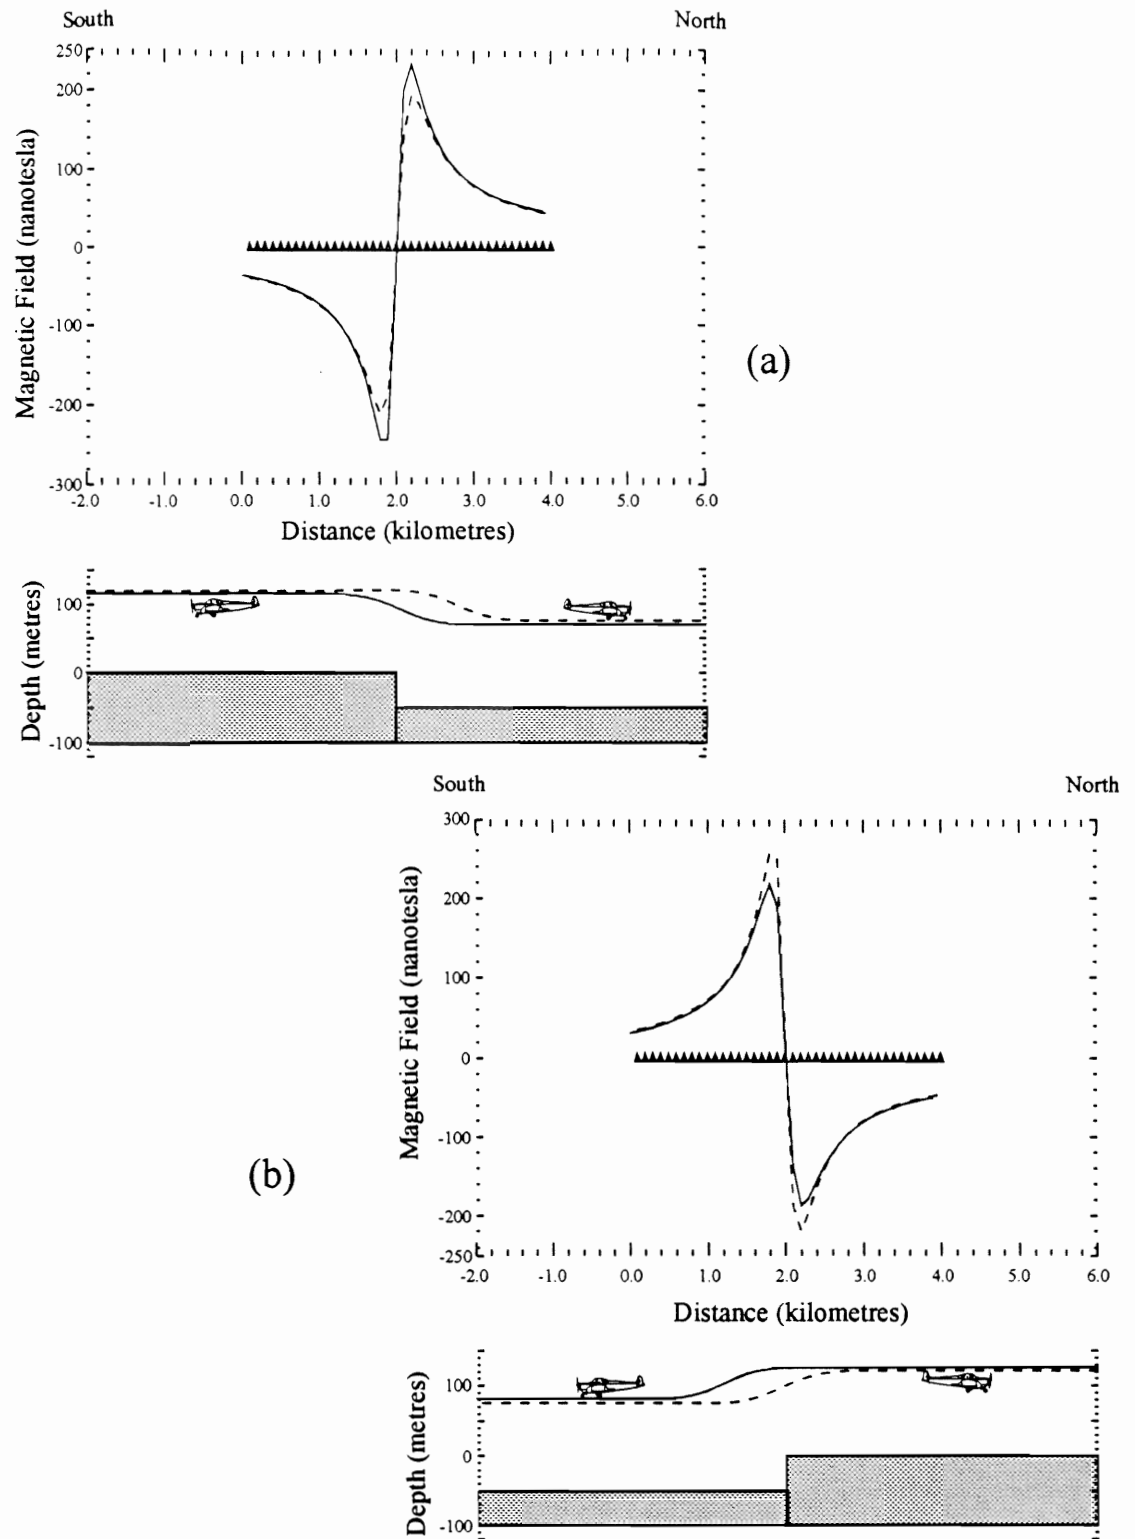 South North
250
200
100
0
-100
-200
-300
Magnetic Field (nanotesla)
-2.0 -1.0 0.0 1.0 2.0 3.0 4.0 5.0 6.0
Distance (kilometres)
(a)
100
0
-100
Depth (metres)
South North
300
200
100
0
-100
-200
-250
Magnetic Field (nanotesla)
-2.0 -1.0 0.0 1.0 2.0 3.0 4.0 5.0 6.0
Distance (kilometres)
(b)
100
0
-100
Depth (metres)